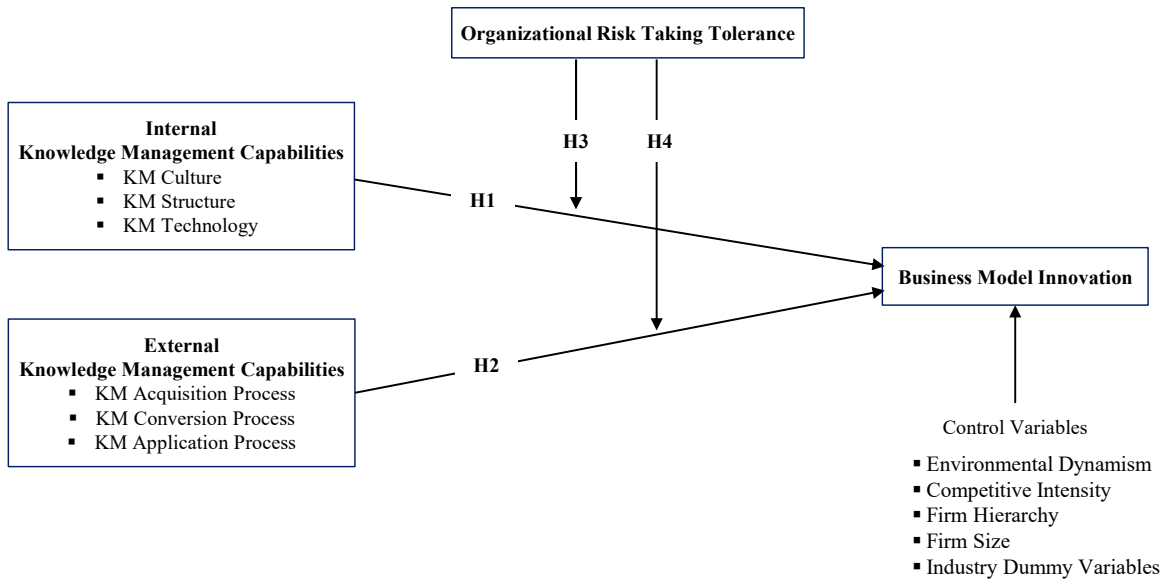 Organizational Risk Taking Tolerance
Internal
Knowledge Management Capabilities
▪ KM Culture
▪ KM Structure
▪ KM Technology
H3
H4
H1
Business Model Innovation
External
Knowledge Management Capabilities
▪ KM Acquisition Process
▪ KM Conversion Process
▪ KM Application Process
H2
Control Variables
▪ Environmental Dynamism
▪ Competitive Intensity
▪ Firm Hierarchy
▪ Firm Size
▪ Industry Dummy Variables